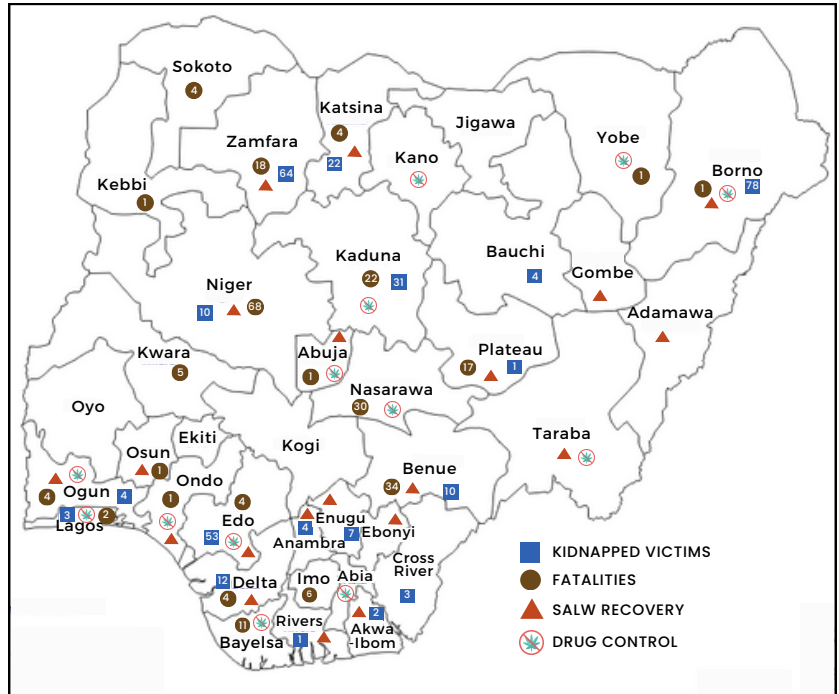 Sokoto
4
Katsina
4
22
Jigawa
Zamfara
18
64
Kano
Yobe
1
Borno
1
78
Kebbi
1
Kaduna
22
31
Bauchi
4
Gombe
Niger
10
68
Adamawa
Kwara
5
Abuja
1
Plateau
17
1
Nasarawa
30
Oyo
Taraba
Osun
1
Ekiti
Kogi
Benue
34
10
Ogun
4
4
Ondo
1
4
Edo
53
Lagos
3
2
Enugu
7
Ebonyi
4
Anambra
Cross
River
3
12
Delta
4
Imo
6
Abia
2
Akwa
-Ibom
11
Bayelsa
Rivers
1
KIDNAPPED VICTIMS
FATALITIES
SALW RECOVERY
DRUG CONTROL